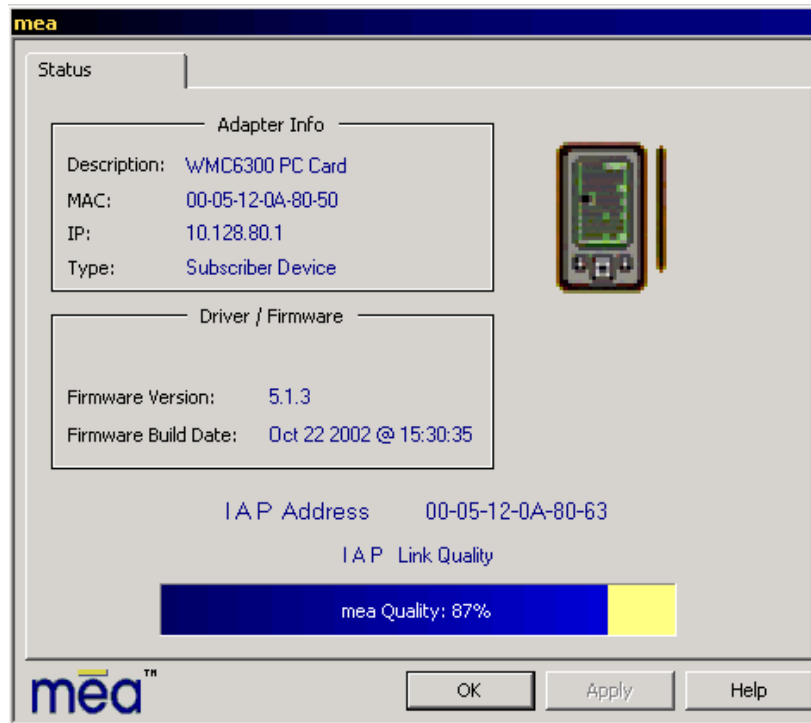 mea
Status
Adapter Info
Description: WMC6300 PC Card
MAC: 00-05-12-0A-80-50
IP: 10.128.80.1
Type: Subscriber Device
Driver / Firmware
Firmware Version: 5.1.3
Firmware Build Date: Oct 22 2002 @ 15:30:35
IAP Address 00-05-12-0A-80-63
IAP Link Quality
mea Quality: 87%
mēa™
OK Apply Help